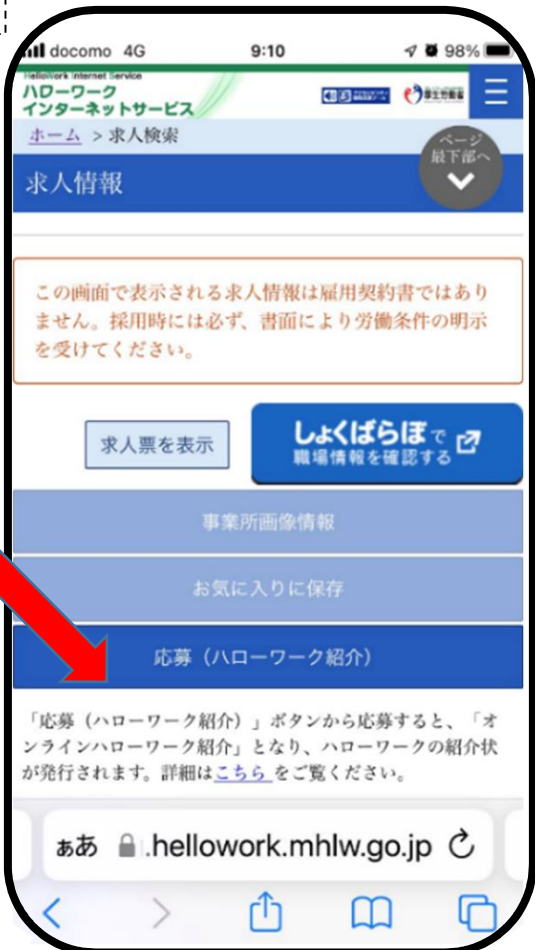 docomo 4G 9:10 98%
HelloWork Internet Service
ハローワーク
インターネットサービス
厚生労働省
ホーム > 求人検索
ページ
最下部へ
求人情報
この画面で表示される求人情報は雇用契約書ではあり
ません。採用時には必ず、書面により労働条件の明示
を受けてください。
求人票を表示
しょくばらぼで
職場情報を確認する
事業所画像情報
お気に入りに保存
応募(ハローワーク紹介)
「応募(ハローワーク紹介)」ボタンから応募すると、「オ
ンラインハローワーク紹介」となり、ハローワークの紹介状
が発行されます。詳細はこちら をご覧ください。
ぁあ .hellowork.mhlw.go.jp